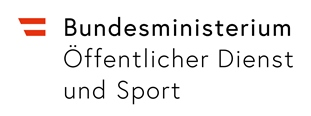 Bundesministerium
Öffentlicher Dienst
und Sport